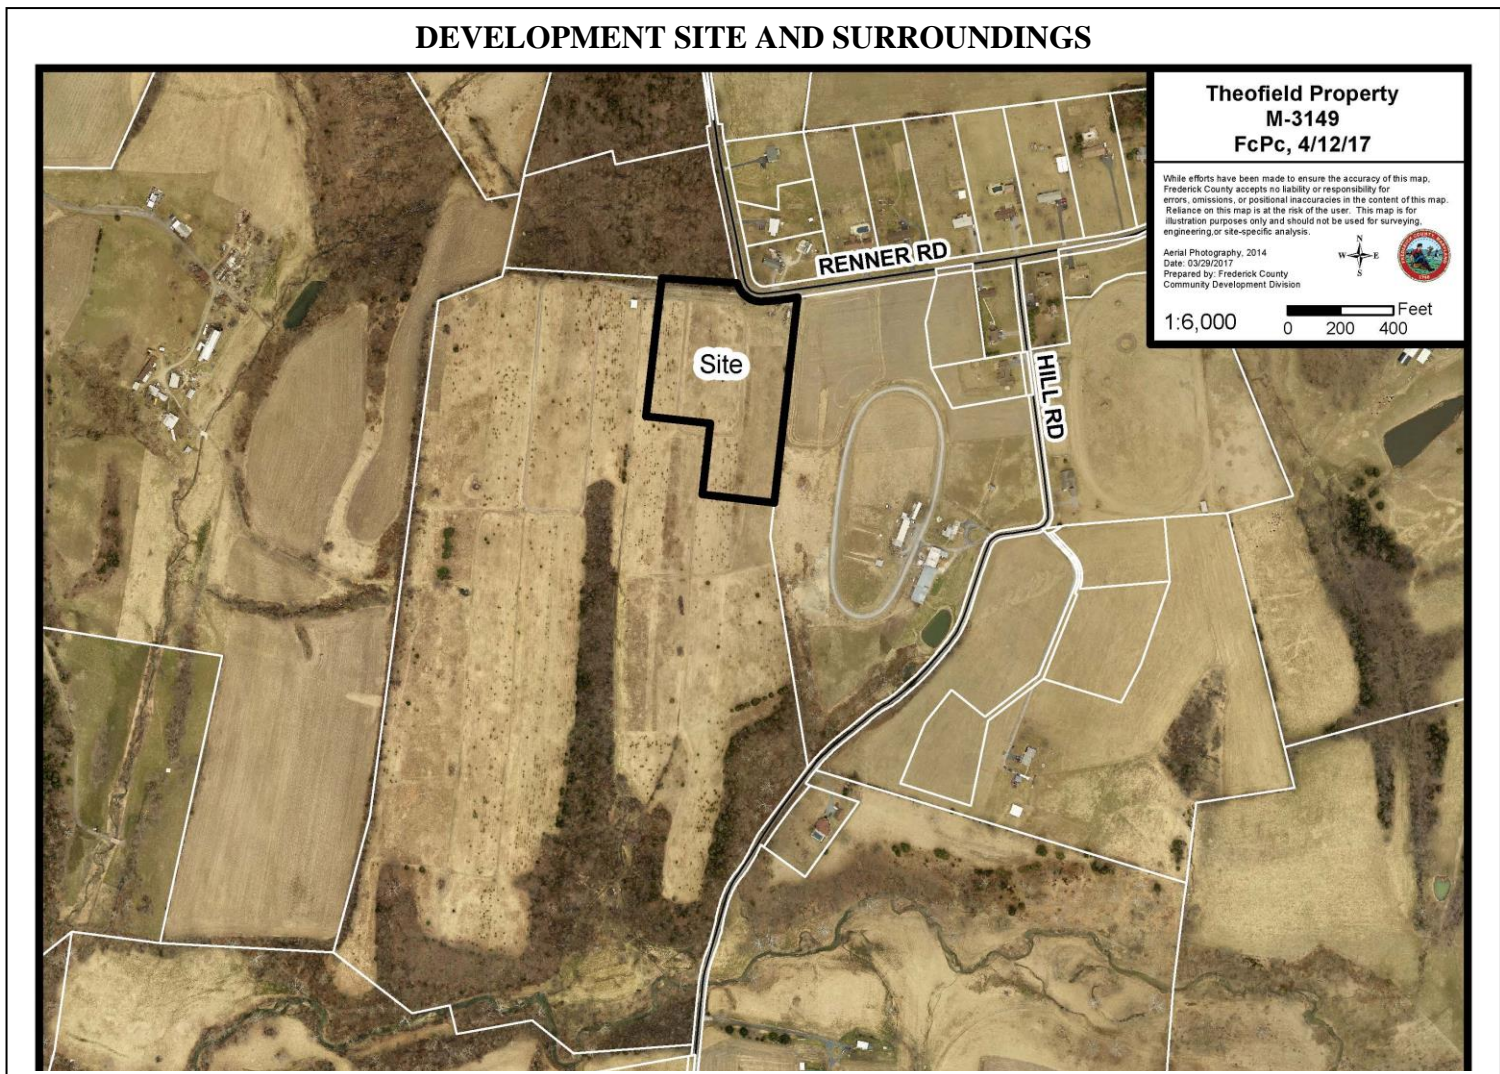 DEVELOPMENT SITE AND SURROUNDINGS
Theofield Property
M-3149
FcPc, 4/12/17
While efforts have been made to ensure the accuracy of this map,
Frederick County accepts no liability or responsibility for
errors, omissions, or positional inaccuracies in the content of this map.
Reliance on this map is at the risk of the user. This map is for
illustration purposes only and should not be used for surveying,
engineering,or site-specific analysis.
Aerial Photography, 2014
Date: 03/29/2017
Prepared by: Frederick County
Community Development Division
N
W E
S
1:6,000
Feet
0 200 400
RENNER RD
Site
HILL RD